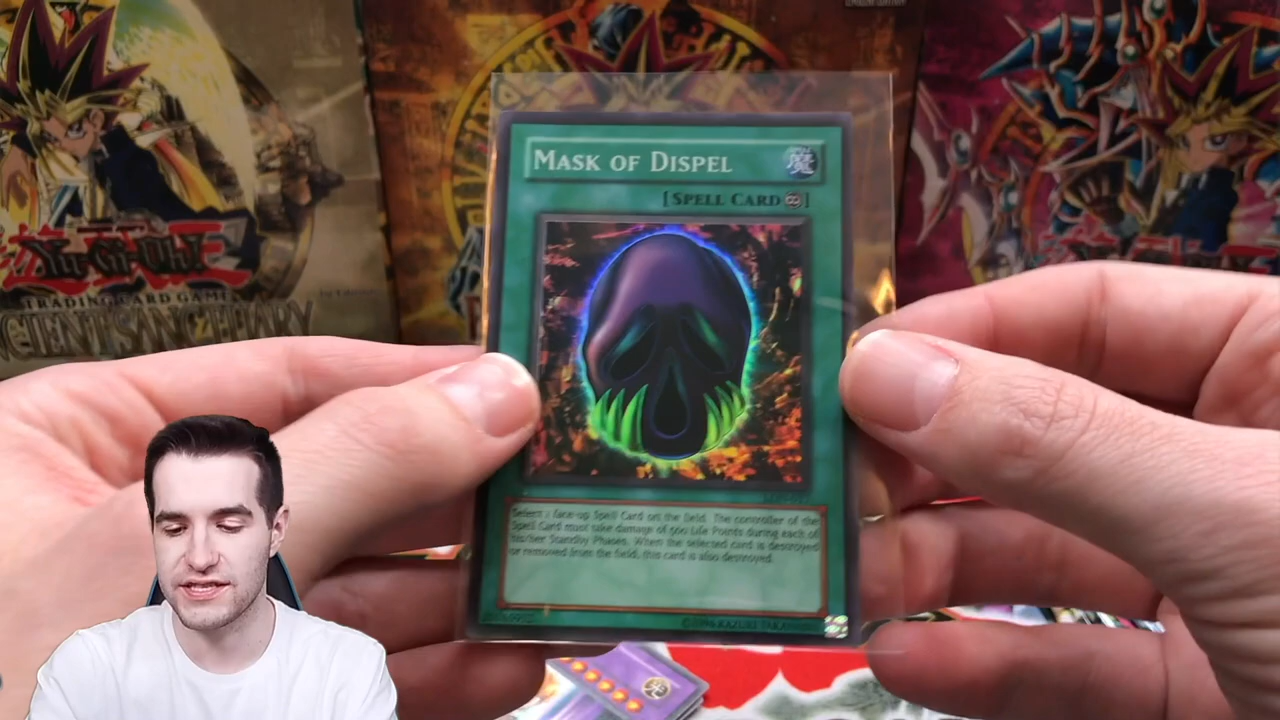 Yu-Gi-Oh!
TRADING CARD GAME
CIENT SANCTUARY
MASK OF DISPEL
[SPELL CARD]
Select 1 face-up Spell Card on the field. The controller of the
Spell Card must take damage of 500 Life Points during each of
his/her Standby Phases. When the selected card is destroyed
or removed from the field, this card is also destroyed.
©1996 KAZUKI TAKAHASHI